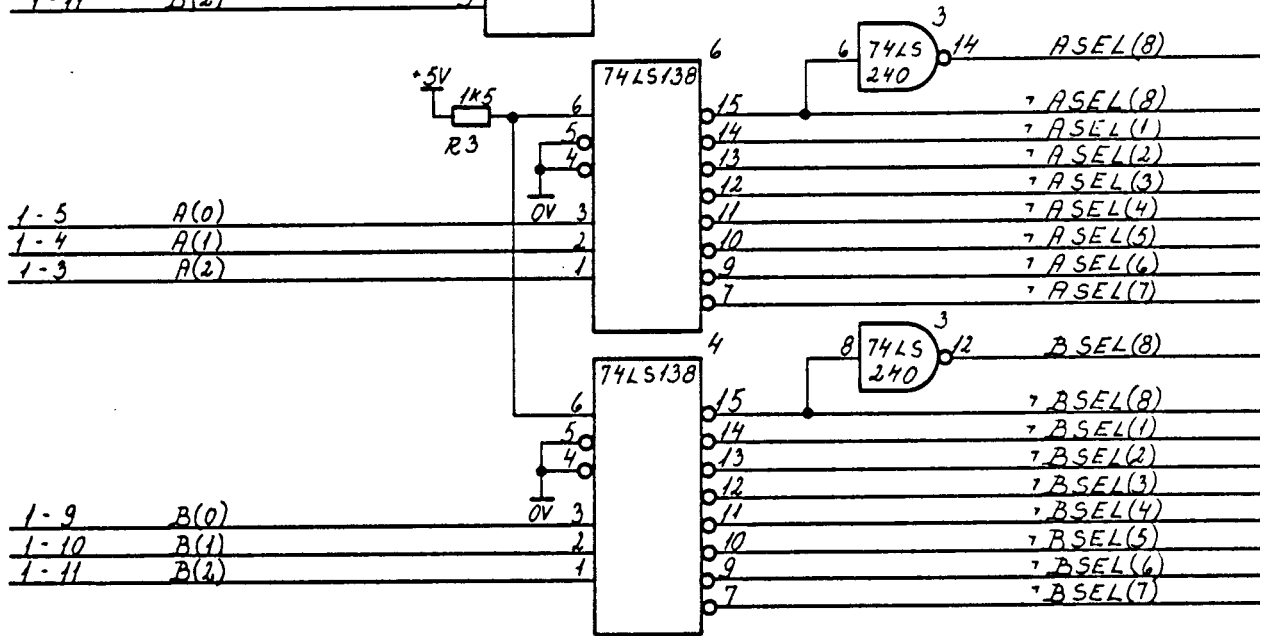 1-11 B(2)
3
6 74LS 14 ASEL(8)
240
6
+5V 1K5 74LS138
R3
6 15 ¬ASEL(8)
5 14 ¬ASEL(1)
4 13 ¬ASEL(2)
0V 12 ¬ASEL(3)
1-5 A(0) 3 11 ¬ASEL(4)
1-4 A(1) 2 10 ¬ASEL(5)
1-3 A(2) 1 9 ¬ASEL(6)
7 ¬ASEL(7)
3
8 74LS 12 BSEL(8)
240
4
74LS138
6 15 ¬BSEL(8)
5 14 ¬BSEL(1)
4 13 ¬BSEL(2)
0V 12 ¬BSEL(3)
1-9 B(0) 3 11 ¬BSEL(4)
1-10 B(1) 2 10 ¬BSEL(5)
1-11 B(2) 1 9 ¬BSEL(6)
7 ¬BSEL(7)